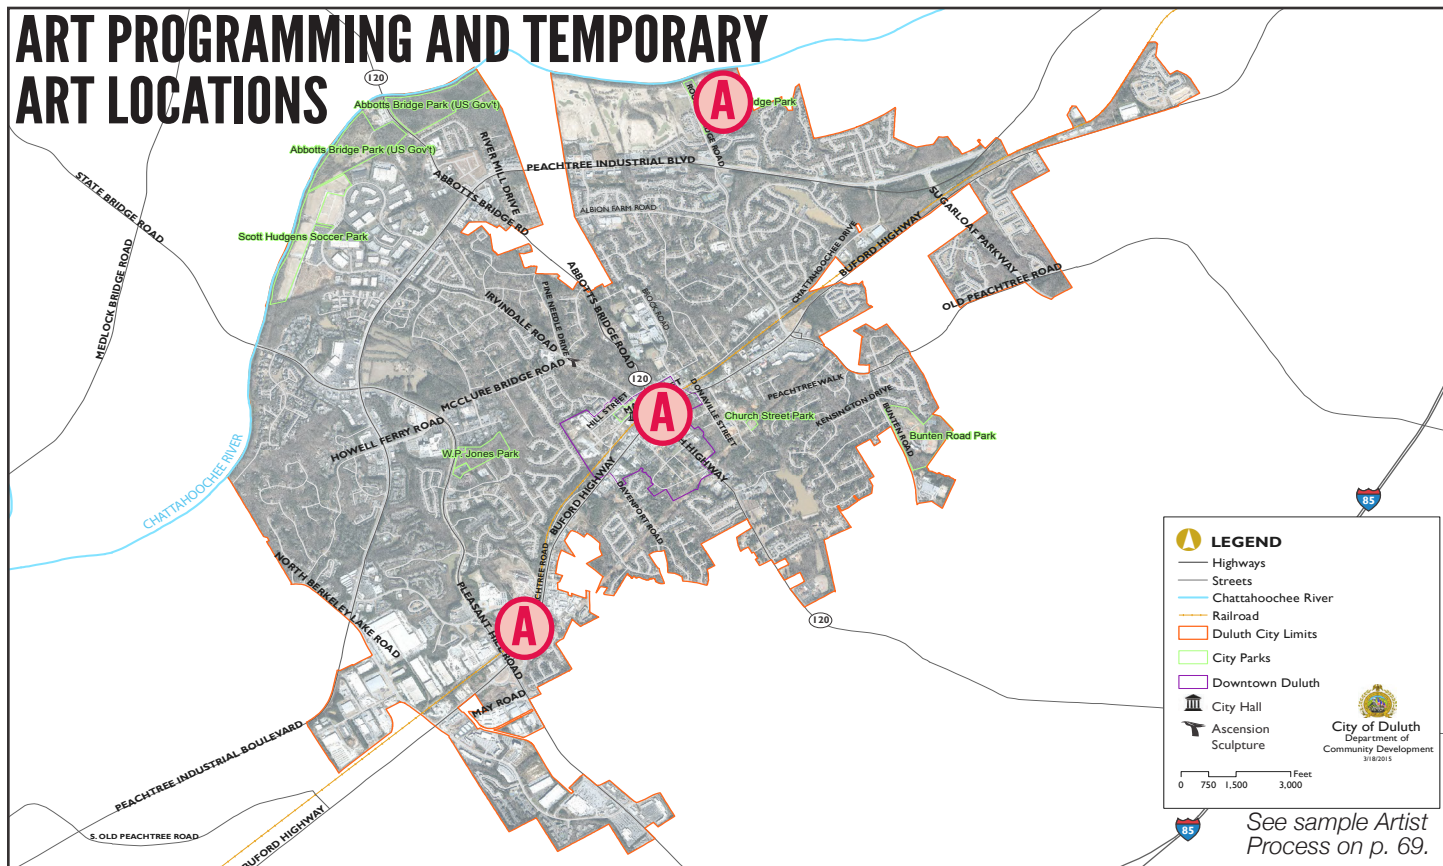 ART PROGRAMMING AND TEMPORARY
ART LOCATIONS
120
Abbotts Bridge Park (US Gov't)
Abbotts Bridge Park (US Gov't)
RIVER MILL DRIVE
ABBOTTS BRIDGE RD
PEACHTREE INDUSTRIAL BLVD
A
dge Park
ALBION FARM ROAD
STATE BRIDGE ROAD
MEDLOCK BRIDGE ROAD
Scott Hudgens Soccer Park
CHATTAHOOCHEE DRIVE
BUFORD HIGHWAY
SUGARLOAF PARKWAY
OLD PEACHTREE ROAD
ABBOTTS BRIDGE ROAD
BROCK ROAD
PINE NEEDLE DRIVE
IRVINDALE ROAD
MCCLURE BRIDGE ROAD
120
HILL STREET
A
DONAVILLE STREET
PEACHTREE WALK
KENSINGTON DRIVE
Church Street Park
BUNTEN ROAD
Bunten Road Park
HOWELL FERRY ROAD
W.P. Jones Park
HIGHWAY
BUFORD HIGHWAY
DAVENPORT ROAD
CHATTAHOOCHEE RIVER
85
NORTH BERKELEY LAKE ROAD
PLEASANT HILL ROAD
CHTREE ROAD
A
120
MAY ROAD
PEACHTREE INDUSTRIAL BOULEVARD
S. OLD PEACHTREE ROAD
BUFORD HIGHWAY
LEGEND
Highways
Streets
Chattahoochee River
Railroad
Duluth City Limits
City Parks
Downtown Duluth
City Hall
Ascension
Sculpture
City of Duluth
Department of
Community Development
3/18/2015
Feet
0 750 1,500 3,000
85
See sample Artist
Process on p. 69.